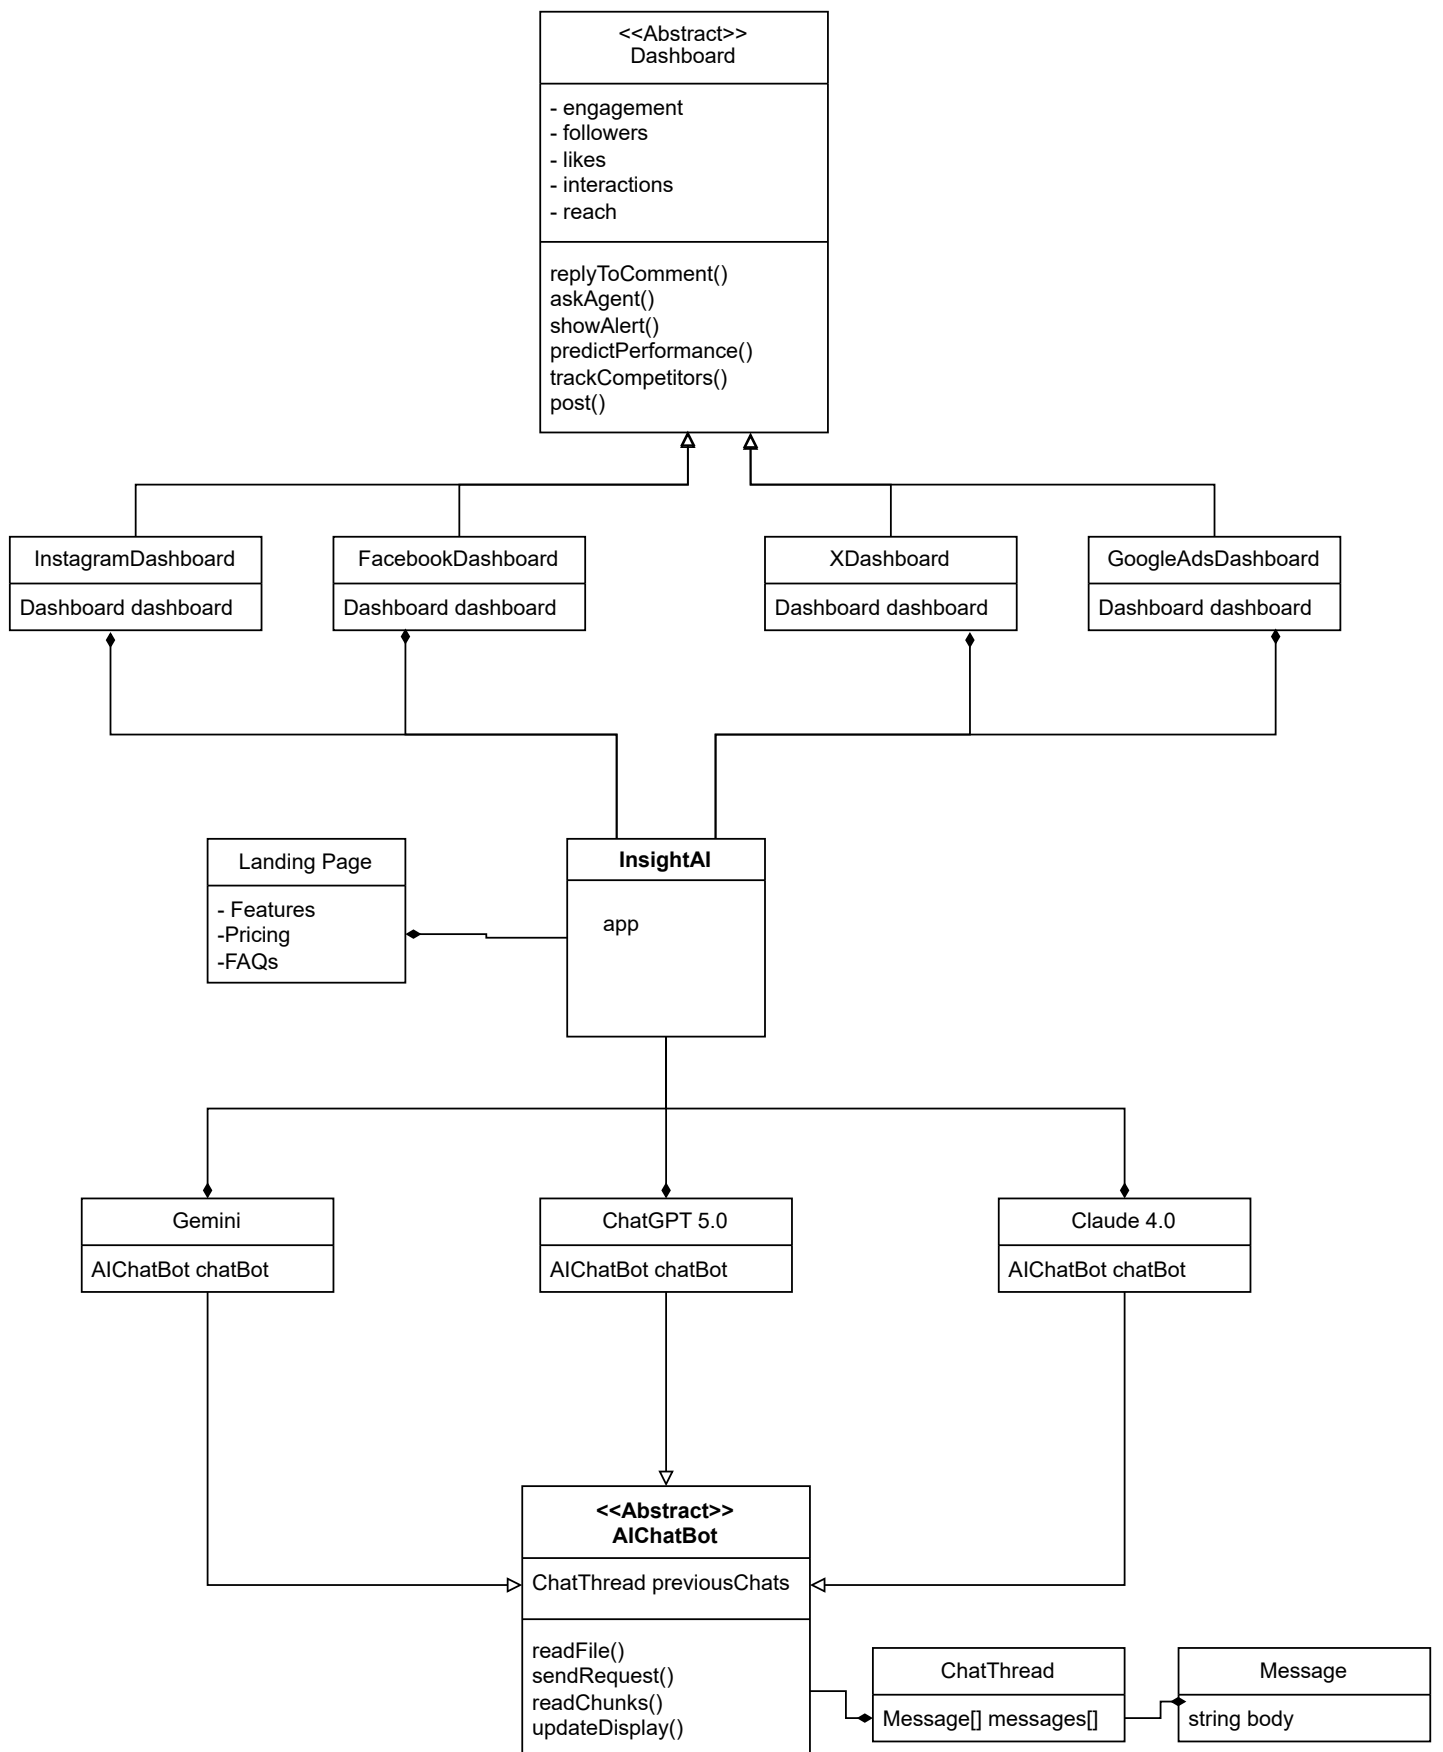 <<Abstract>>
Dashboard
- engagement
- followers
- likes
- interactions
- reach
replyToComment()
askAgent()
showAlert()
predictPerformance()
trackCompetitors()
post()
InstagramDashboard
Dashboard dashboard
FacebookDashboard
Dashboard dashboard
XDashboard
Dashboard dashboard
GoogleAdsDashboard
Dashboard dashboard
Landing Page
- Features
-Pricing
-FAQs
InsightAI
app
Gemini
AIChatBot chatBot
ChatGPT 5.0
AIChatBot chatBot
Claude 4.0
AIChatBot chatBot
<<Abstract>>
AIChatBot
ChatThread previousChats
readFile()
sendRequest()
readChunks()
updateDisplay()
ChatThread
Message[] messages[]
Message
string body